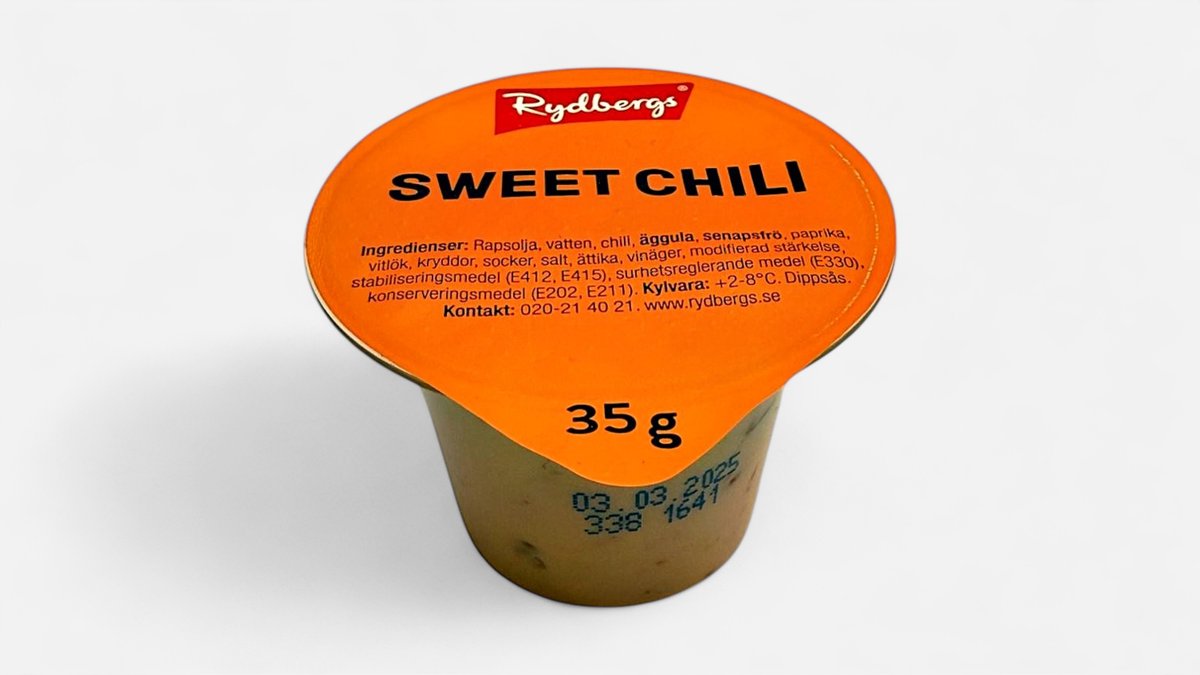 Rydbergs®
SWEET CHILI
Ingredienser: Rapsolja, vatten, chili, äggula, senapsfrö, paprika,
vitlök, kryddor, socker, salt, ättika, vinäger, modifierad stärkelse,
stabiliseringsmedel (E412, E415), surhetsreglerande medel (E330),
konserveringsmedel (E202, E211). Kylvara: +2-8°C. Dippsås.
Kontakt: 020-21 40 21. www.rydbergs.se
35 g
03.03.2025
338 1641